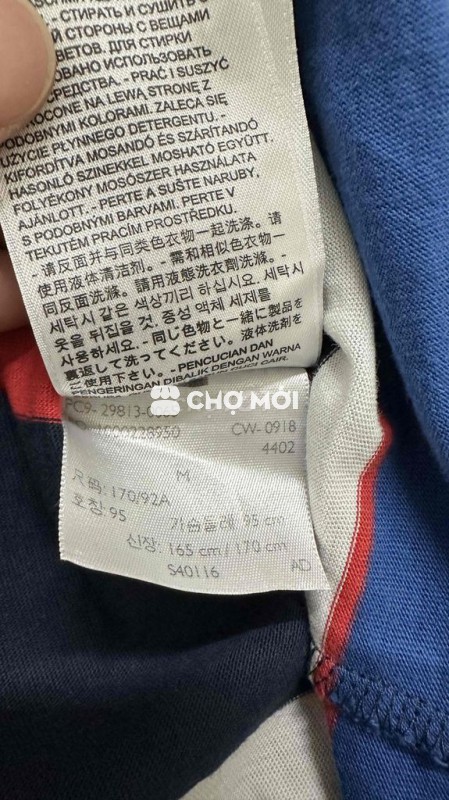 СТИРАТЬ И СУШИТЬ В
СТОРОНЫ С ВЕЩАМИ
ЦВЕТОВ. ДЛЯ СТИРКИ
ИСПОЛЬЗОВАТЬ
СРЕДСТВА. - PRAĆ I SUSZYĆ
NA LEWĄ STRONĘ Z
PODOBNYMI KOLORAMI. ZALECA SIĘ
UŻYCIE PŁYNNEGO DETERGENTU. -
KIFORDÍTVA MOSANDÓ ÉS SZÁRÍTANDÓ
HASONLÓ SZÍNEKKEL MOSHATÓ EGYÜTT.
FOLYÉKONY MOSÓSZER HASZNÁLATA
AJÁNLOTT. - PERTE A SUŠTE NARUBY,
S PODOBNÝMI BARVAMI. PERTE V
TEKUTÉM PRACÍM PROSTŘEDKU.
- 请反面并与同类色衣物一起洗涤。请
使用液体清洁剂。- 需和相似色衣物一
同反面洗滌。請用液態洗衣劑洗滌。-
세탁시 같은 색상끼리 하십시오. 세탁시
옷을 뒤집을 것. 중성 액체 세제를
사용하세요. - 同じ色物と一緒に製品を
裏返して洗ってください。液体洗剤を
使用下さい。- PENCUCIAN DAN
PENGERINGAN DIBALIK DENGAN WARNA
CHỢ MỚI
29813-
228950
CW-0918
4402
M
尺码: 170/92A
호칭: 95 가슴둘레 95 cm
신장: 165 cm / 170 cm
S40116
AD